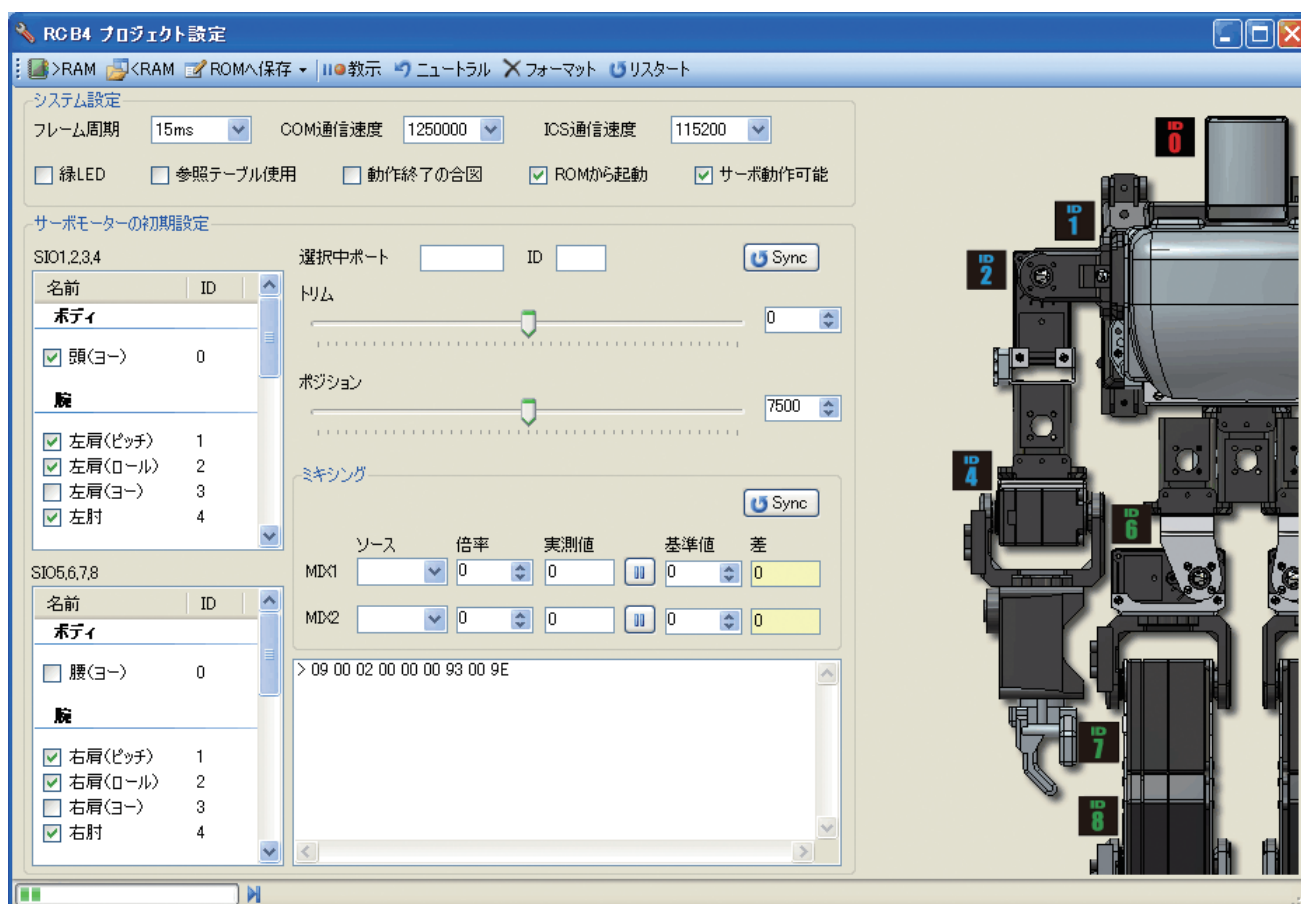 RCB4 プロジェクト設定
>RAM <RAM ROMへ保存 教示 ニュートラル フォーマット リスタート
システム設定
フレーム周期 15ms COM通信速度 1250000 ICS通信速度 115200
緑LED 参照テーブル使用 動作終了の合図 ROMから起動 サーボ動作可能
サーボモーターの初期設定
SIO1,2,3,4
名前 ID
ボディ
頭(ヨー) 0
腕
左肩(ピッチ) 1
左肩(ロール) 2
左肩(ヨー) 3
左肘 4
SIO5,6,7,8
名前 ID
ボディ
腰(ヨー) 0
腕
右肩(ピッチ) 1
右肩(ロール) 2
右肩(ヨー) 3
右肘 4
選択中ポート ID Sync
トリム
0
ポジション
7500
ミキシング
Sync
ソース 倍率 実測値 基準値 差
MIX1 0 0 0 0
MIX2 0 0 0 0
> 09 00 02 00 00 00 93 00 9E
ID 0
ID 1
ID 2
ID 4
ID 6
ID 7
ID 8